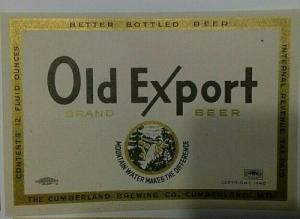 BETTER BOTTLED BEER
Old Export
BRAND BEER
MOUNTAIN WATER MAKES THE DIFFERENCE
COPYRIGHT 1940
CONTENTS 12 FLUID OUNCES
INTERNAL REVENUE TAX PAID
THE CUMBERLAND BREWING CO. CUMBERLAND, MD.